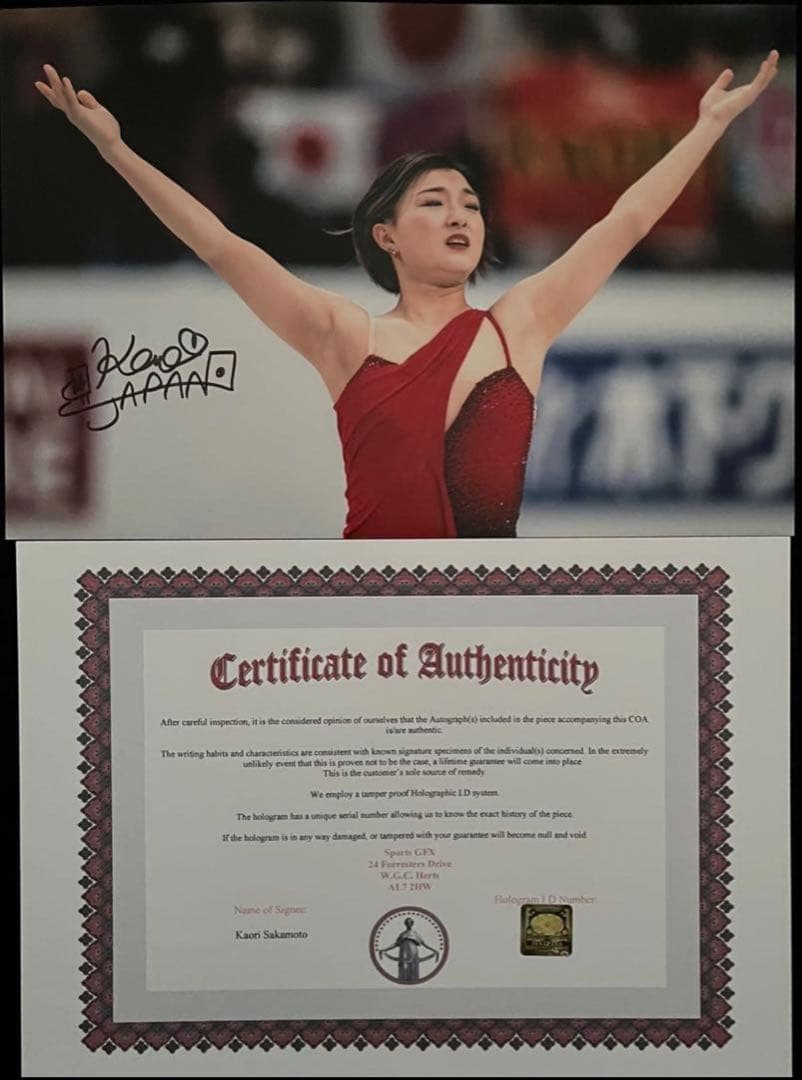 Kaori
JAPAN
Certificate of Authenticity
After careful inspection, it is the considered opinion of ourselves that the Autograph(s) included in the piece accompanying this COA
is/are authentic.
The writing habits and characteristics are consistent with known signature specimens of the individual(s) concerned. In the extremely
unlikely event that this is proven not to be the case, a lifetime guarantee will come into place
This is the customer's sole source of remedy
We employ a tamper proof Holographic I.D system.
The hologram has a unique serial number allowing us to know the exact history of the piece.
If the hologram is in any way damaged, or tampered with your guarantee will become null and void
Sports GFX
24 Forresters Drive
W.G.C. Herts
AL7 2HW
Name of Signee:
Hologram I D Number
Kaori Sakamoto